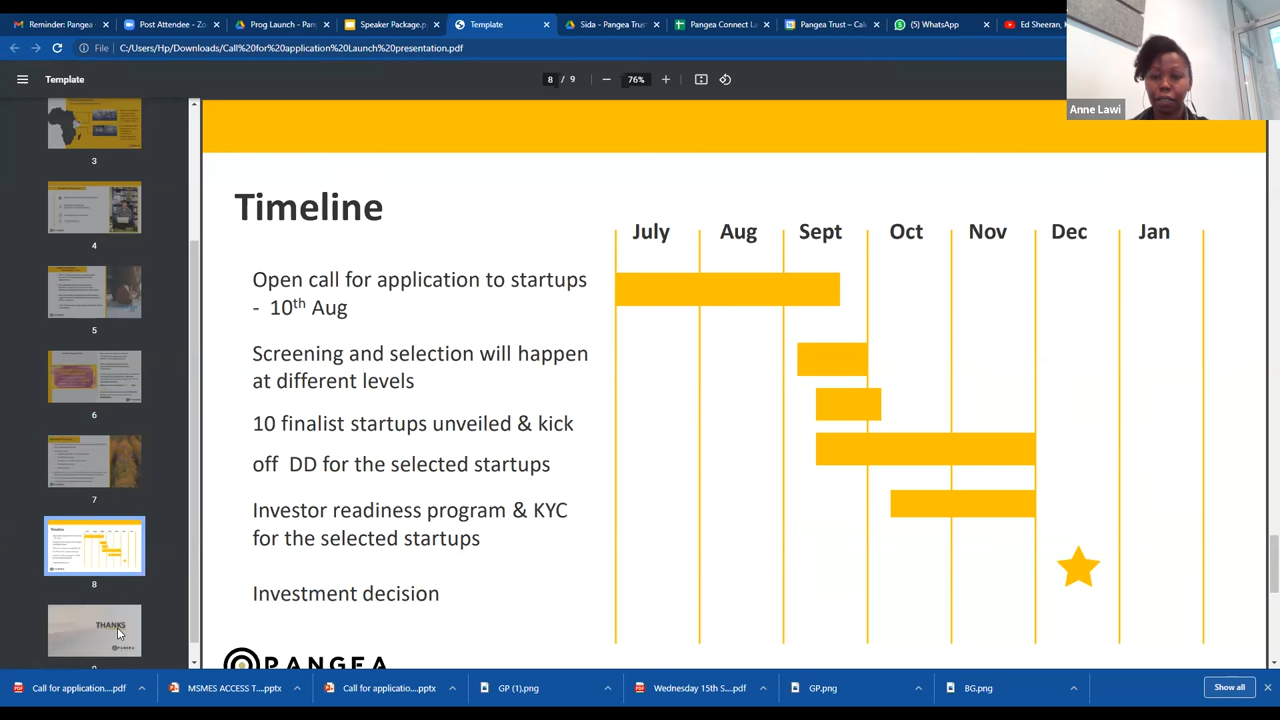 Reminder: Pangea
Post Attendee - Zo
Prog Launch - Pang
Speaker Package.p
Template
Sida - Pangea Trus
Pangea Connect La
Pangea Trust – Cale
(5) WhatsApp
Ed Sheeran,
File
C:/Users/Hp/Downloads/Call%20for%20application%20Launch%20presentation.pdf
Template
8 / 9
76%
Anne Lawi
3
4
5
6
7
8
THANKS
Timeline
July Aug Sept Oct Nov Dec Jan
Open call for application to startups
- 10th Aug
Screening and selection will happen
at different levels
10 finalist startups unveiled & kick
off DD for the selected startups
Investor readiness program & KYC
for the selected startups
Investment decision
PANGEA
Call for application....pdf
MSMES ACCESS T....pptx
Call for applicatio....pptx
GP (1).png
Wednesday 15th S....pdf
GP.png
BG.png
Show all